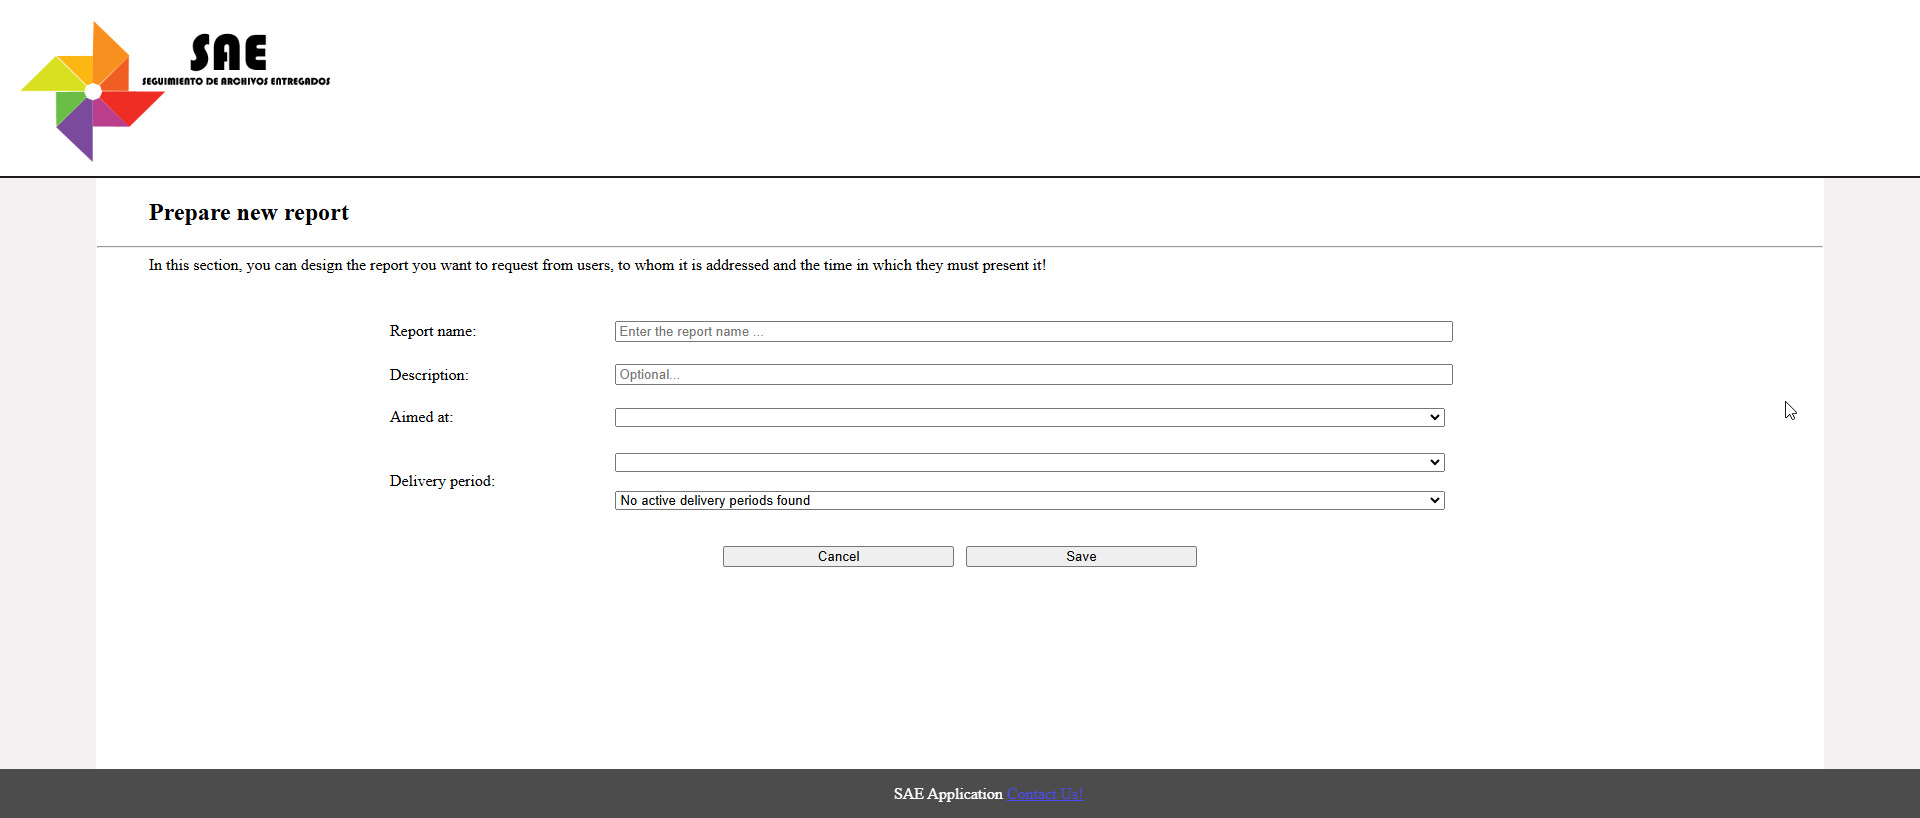 SAE
SEGUIMIENTO DE ARCHIVOS ENTREGADOS
Prepare new report
In this section, you can design the report you want to request from users, to whom it is addressed and the time in which they must present it!
Report name: Enter the report name ...
Description: Optional...
Aimed at:
Delivery period:
No active delivery periods found
Cancel Save
SAE Application Contact Us!